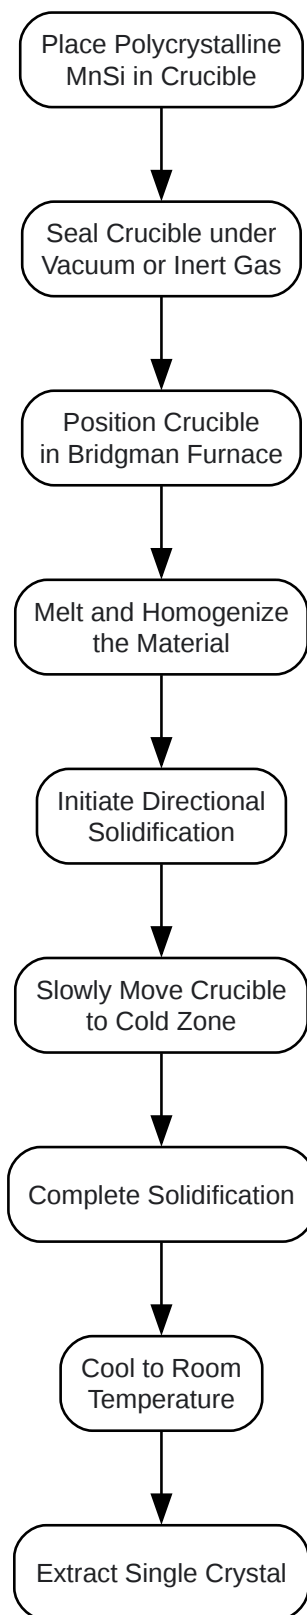 Place Polycrystalline
MnSi in Crucible
Seal Crucible under
Vacuum or Inert Gas
Position Crucible
in Bridgman Furnace
Melt and Homogenize
the Material
Initiate Directional
Solidification
Slowly Move Crucible
to Cold Zone
Complete Solidification
Cool to Room
Temperature
Extract Single Crystal